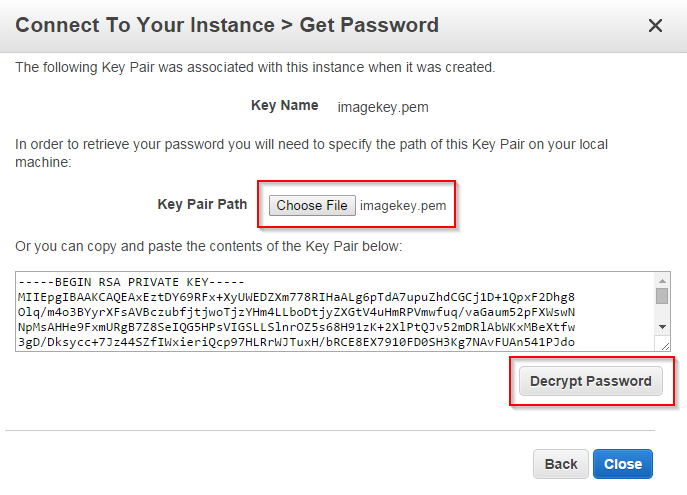 Connect To Your Instance > Get Password
The following Key Pair was associated with this instance when it was created.
Key Name imagekey.pem
In order to retrieve your password you will need to specify the path of this Key Pair on your local
machine:
Key Pair Path Choose File imagekey.pem
Or you can copy and paste the contents of the Key Pair below:
-----BEGIN RSA PRIVATE KEY-----
MIIEpgIBAAKCAQEAxEztDY69RFx+XyUWEDZXm778RIHaALg6pTdA7upuZhdCGCj1D+1QpxF2Dhg8
Olq/m4o3BYyrXFsAVBczubfjtjwoTjzYHm4LLboDtjyZXGtV4uHmRPVmwfuq/vaGaum52pFXWswN
NpMsAHHe9FxmURgB7Z8SeIQG5HPsVIGSLLSlnrOZ5s68H91zK+2XlPtQJv52mDRlAbWKxMBeXtfw
3gD/Dksycc+7Jz44SZfIWxieriQcp97HLRrWJTuxH/bRCE8EX7910FD0SH3Kg7NAvFUAn541PJdo
Decrypt Password
Back Close